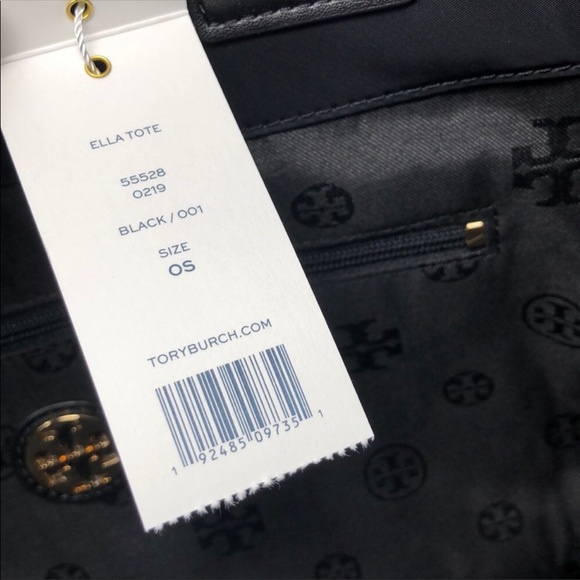 ELLA TOTE
55528
0219
BLACK / 001
SIZE
OS
TORYBURCH.COM
1 92485 09735 1